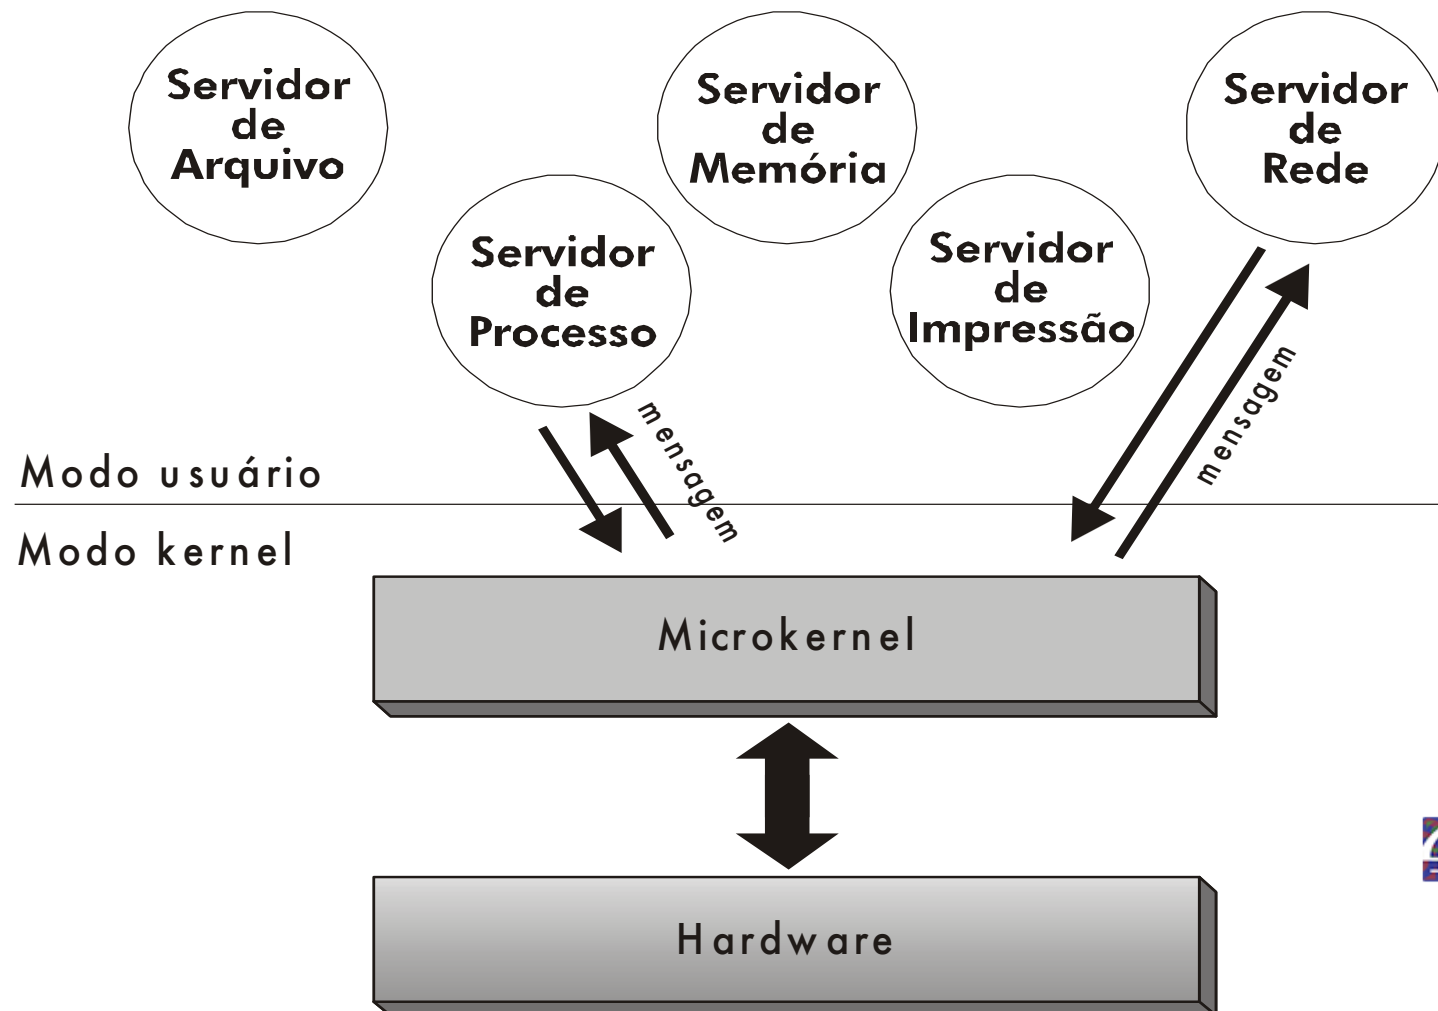 Servidor
de
Arquivo
Servidor
de
Memória
Servidor
de
Rede
Servidor
de
Processo
Servidor
de
Impressão
mensagem
mensagem
Modo usuário
Modo kernel
Microkernel
Hardware